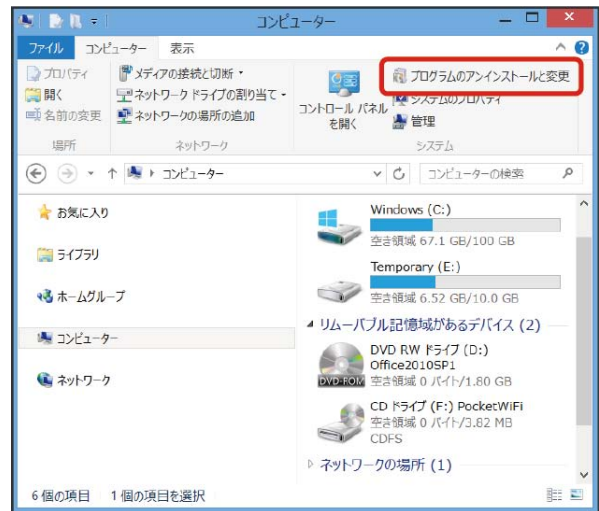 コンピューター
ファイル コンピューター 表示
プロパティ
開く
名前の変更
場所
メディアの接続と切断
ネットワーク ドライブの割り当て
ネットワークの場所の追加
ネットワーク
コントロール パネル
を開く
プログラムのアンインストールと変更
システムのプロパティ
管理
システム
コンピューター
コンピューターの検索
お気に入り
ライブラリ
ホームグループ
コンピューター
ネットワーク
Windows (C:)
空き領域 67.1 GB/100 GB
Temporary (E:)
空き領域 6.52 GB/10.0 GB
リムーバブル記憶域があるデバイス (2)
DVD RW ドライブ (D:)
Office2010SP1
DVD-ROM 空き領域 0 バイト/1.80 GB
CD ドライブ (F:) PocketWiFi
空き領域 0 バイト/3.82 MB
CDFS
ネットワークの場所 (1)
6 個の項目 1 個の項目を選択